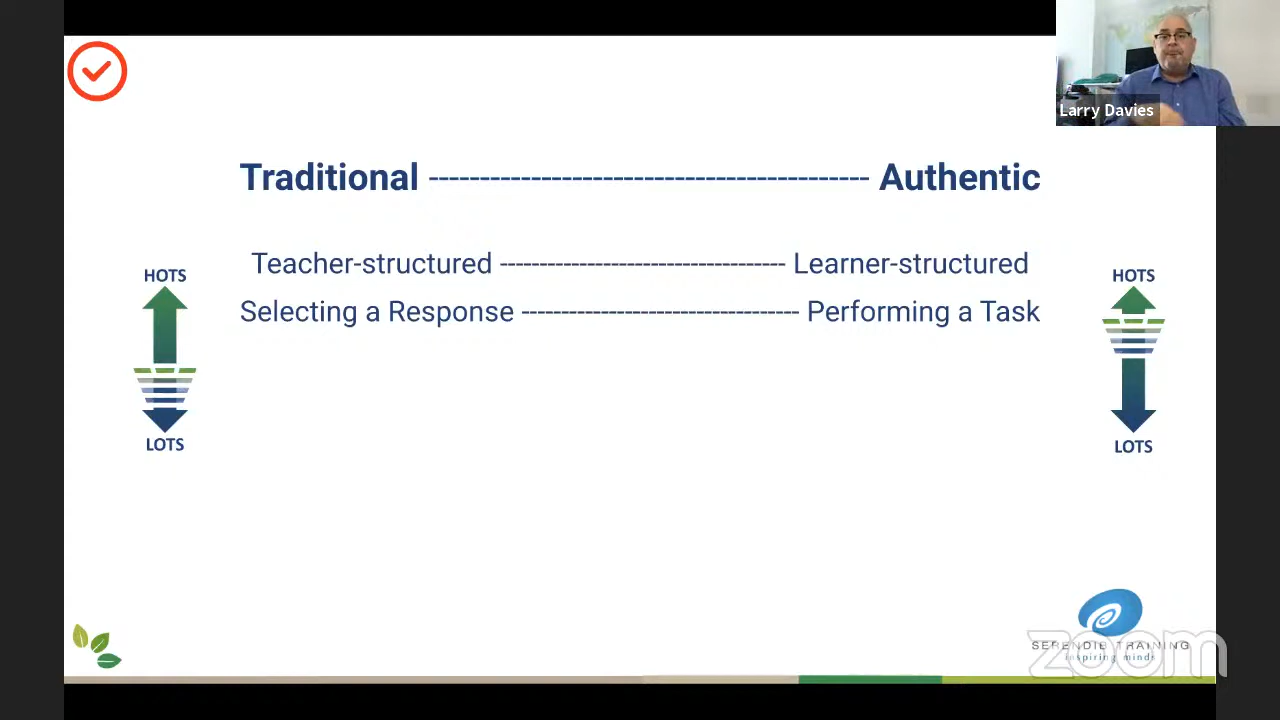 Larry Davies
Traditional ------------------------------------------- Authentic
Teacher-structured ------------------------------------ Learner-structured
HOTS
HOTS
Selecting a Response ----------------------------------- Performing a Task
LOTS
LOTS
SERENDIB TRAINING
inspiring minds
zoom